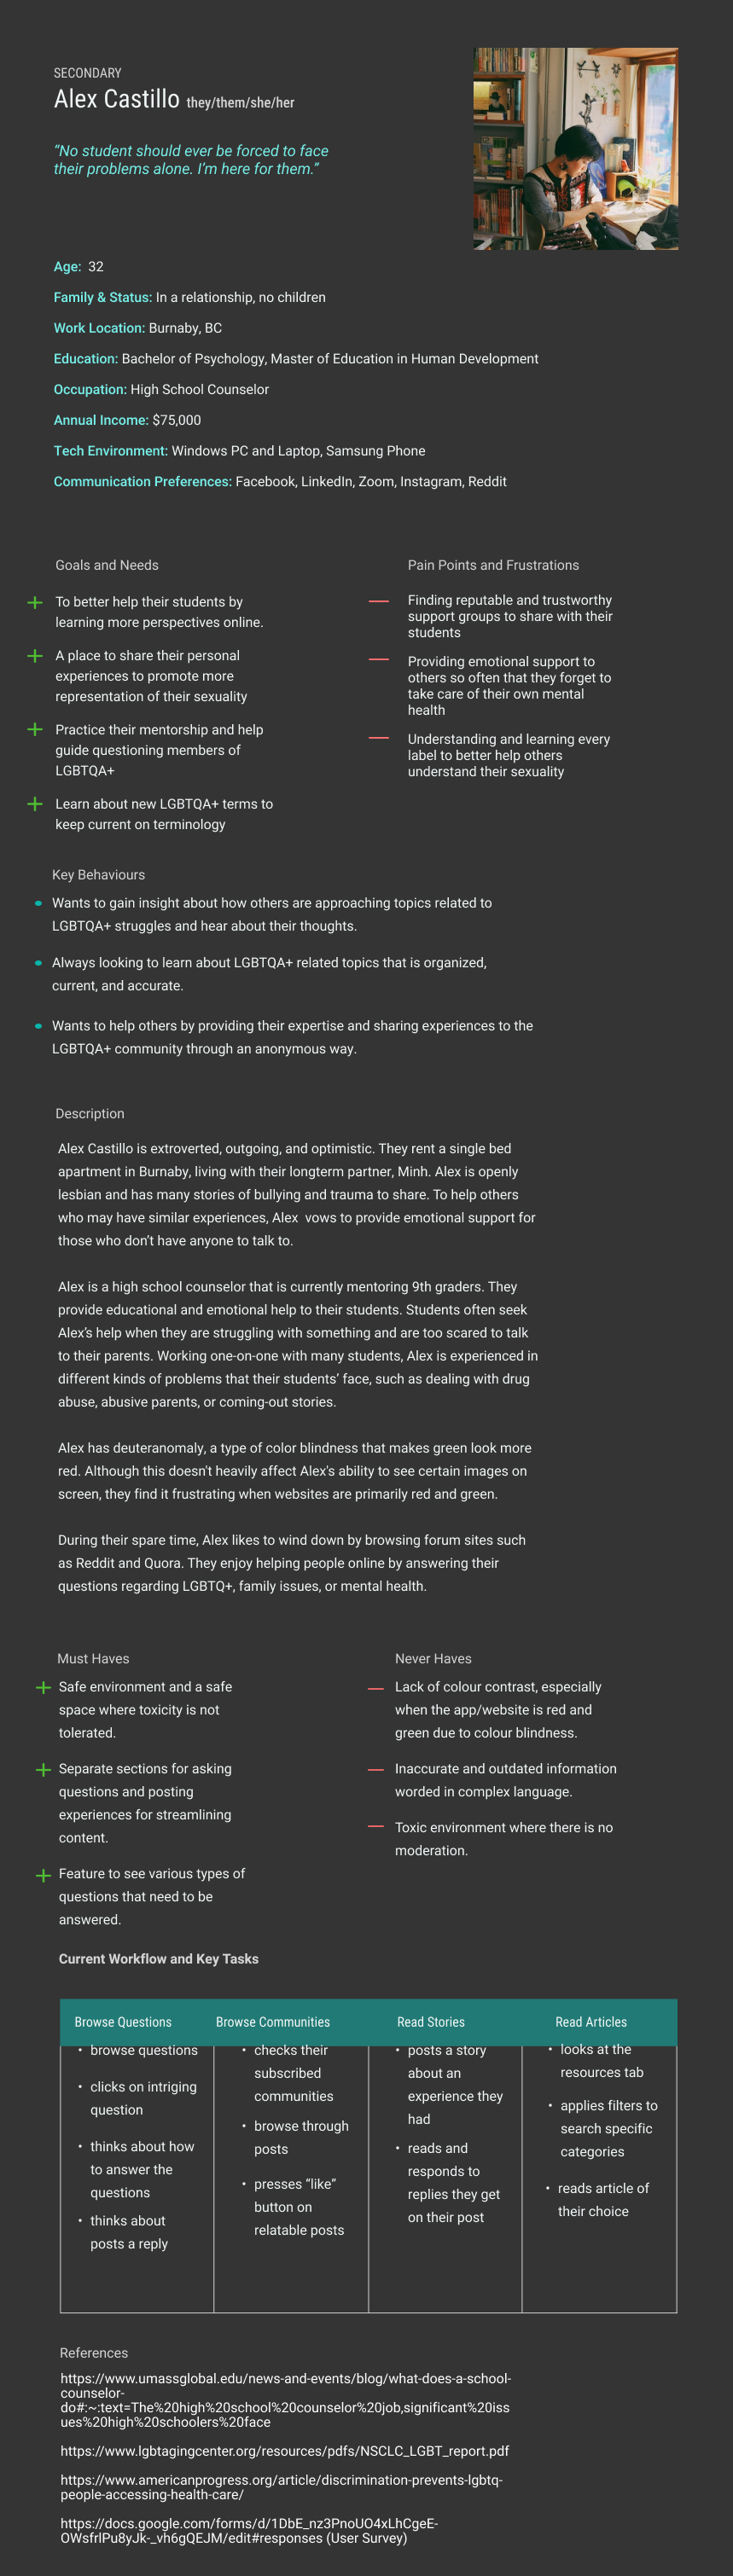 SECONDARY
Alex Castillo they/them/she/her
“No student should ever be forced to face
their problems alone. I’m here for them.”
Age: 32
Family & Status: In a relationship, no children
Work Location: Burnaby, BC
Education: Bachelor of Psychology, Master of Education in Human Development
Occupation: High School Counselor
Annual Income: $75,000
Tech Environment: Windows PC and Laptop, Samsung Phone
Communication Preferences: Facebook, LinkedIn, Zoom, Instagram, Reddit
Goals and Needs
To better help their students by
learning more perspectives online.
A place to share their personal
experiences to promote more
representation of their sexuality
Practice their mentorship and help
guide questioning members of
LGBTQA+
Learn about new LGBTQA+ terms to
keep current on terminology
Pain Points and Frustrations
Finding reputable and trustworthy
support groups to share with their
students
Providing emotional support to
others so often that they forget to
take care of their own mental
health
Understanding and learning every
label to better help others
understand their sexuality
Key Behaviours
Wants to gain insight about how others are approaching topics related to
LGBTQA+ struggles and hear about their thoughts.
Always looking to learn about LGBTQA+ related topics that is organized,
current, and accurate.
Wants to help others by providing their expertise and sharing experiences to the
LGBTQA+ community through an anonymous way.
Description
Alex Castillo is extroverted, outgoing, and optimistic. They rent a single bed
apartment in Burnaby, living with their longterm partner, Minh. Alex is openly
lesbian and has many stories of bullying and trauma to share. To help others
who may have similar experiences, Alex  vows to provide emotional support for
those who don’t have anyone to talk to.
Alex is a high school counselor that is currently mentoring 9th graders. They
provide educational and emotional help to their students. Students often seek
Alex’s help when they are struggling with something and are too scared to talk
to their parents. Working one-on-one with many students, Alex is experienced in
different kinds of problems that their students’ face, such as dealing with drug
abuse, abusive parents, or coming-out stories.
Alex has deuteranomaly, a type of color blindness that makes green look more
red. Although this doesn't heavily affect Alex's ability to see certain images on
screen, they find it frustrating when websites are primarily red and green.
During their spare time, Alex likes to wind down by browsing forum sites such
as Reddit and Quora. They enjoy helping people online by answering their
questions regarding LGBTQ+, family issues, or mental health.
Must Haves
Safe environment and a safe
space where toxicity is not
tolerated.
Separate sections for asking
questions and posting
experiences for streamlining
content.
Feature to see various types of
questions that need to be
answered.
Never Haves
Lack of colour contrast, especially
when the app/website is red and
green due to colour blindness.
Inaccurate and outdated information
worded in complex language.
Toxic environment where there is no
moderation.
Current Workflow and Key Tasks
Browse Questions
• browse questions
• clicks on intriging
question
• thinks about how
to answer the
questions
• thinks about
posts a reply
Browse Communities
• checks their
subscribed
communities
• browse through
posts
• presses “like”
button on
relatable posts
Read Stories
• posts a story
about an
experience they
had
• reads and
responds to
replies they get
on their post
Read Articles
• looks at the
resources tab
• applies filters to
search specific
categories
• reads article of
their choice
References
https://www.umassglobal.edu/news-and-events/blog/what-does-a-school-
counselor-
do#:~:text=The%20high%20school%20counselor%20job,significant%20iss
ues%20high%20schoolers%20face
https://www.lgbtagingcenter.org/resources/pdfs/NSCLC_LGBT_report.pdf
https://www.americanprogress.org/article/discrimination-prevents-lgbtq-
people-accessing-health-care/
https://docs.google.com/forms/d/1DbE_nz3PnoUO4xLhCgeE-
OWsfrlPu8yJk-_vh6gQEJM/edit#responses (User Survey)